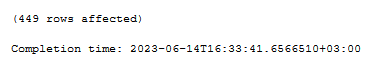 (449 rows affected)
Completion time: 2023-06-14T16:33:41.6566510+03:00